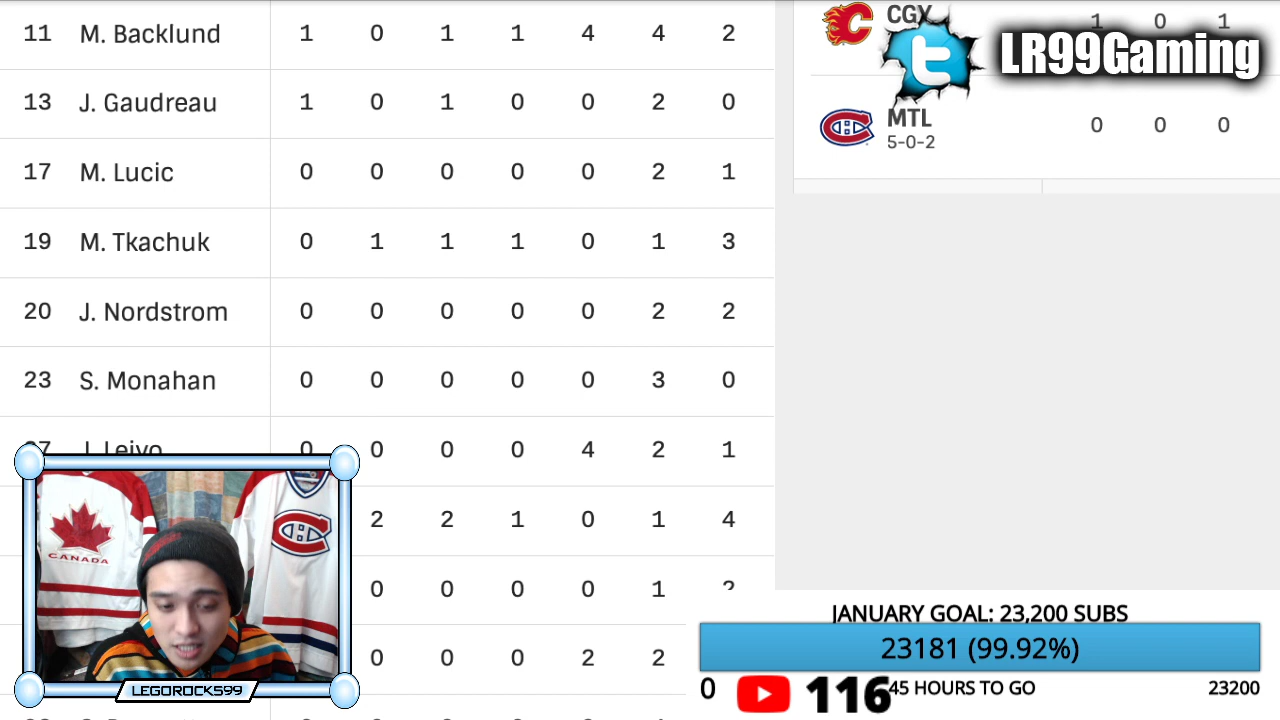 11 M. Backlund 1 0 1 1 4 4 2
13 J. Gaudreau 1 0 1 0 0 2 0
17 M. Lucic 0 0 0 0 0 2 1
19 M. Tkachuk 0 1 1 1 0 1 3
20 J. Nordstrom 0 0 0 0 0 2 2
23 S. Monahan 0 0 0 0 0 3 0
27 J. Leivo 0 0 0 0 4 2 1
2 2 1 0 1 4
0 0 0 0 1 2
0 0 0 2 2
CGY 1 0 1
LR99Gaming
MTL 0 0 0
5-0-2
CANADA
LEGOROCK599
JANUARY GOAL: 23,200 SUBS
23181 (99.92%)
0 116 45 HOURS TO GO 23200